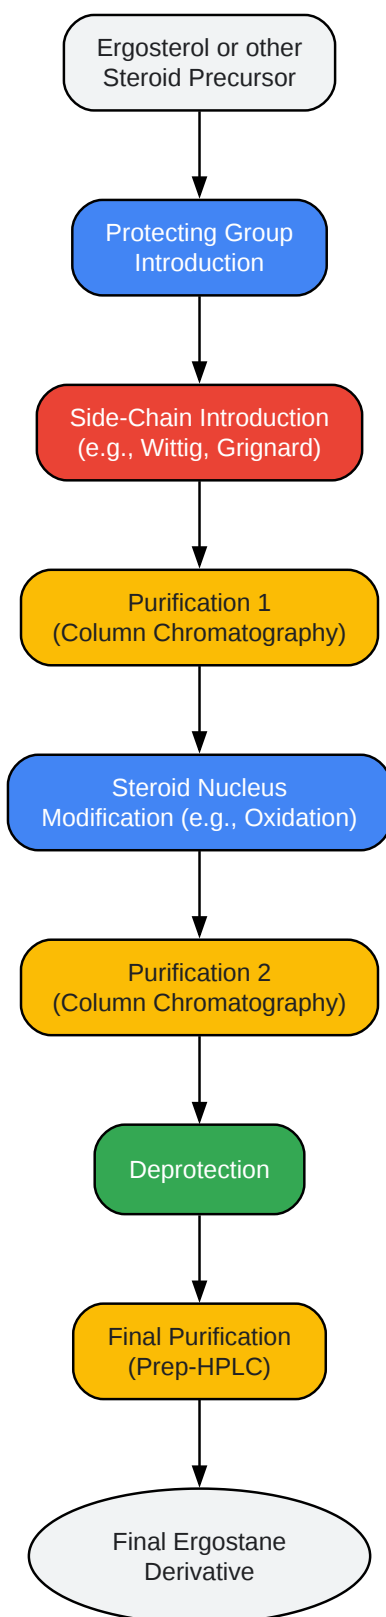 Ergosterol or other
Steroid Precursor
Protecting Group
Introduction
Side-Chain Introduction
(e.g., Wittig, Grignard)
Purification 1
(Column Chromatography)
Steroid Nucleus
Modification (e.g., Oxidation)
Purification 2
(Column Chromatography)
Deprotection
Final Purification
(Prep-HPLC)
Final Ergostane
Derivative